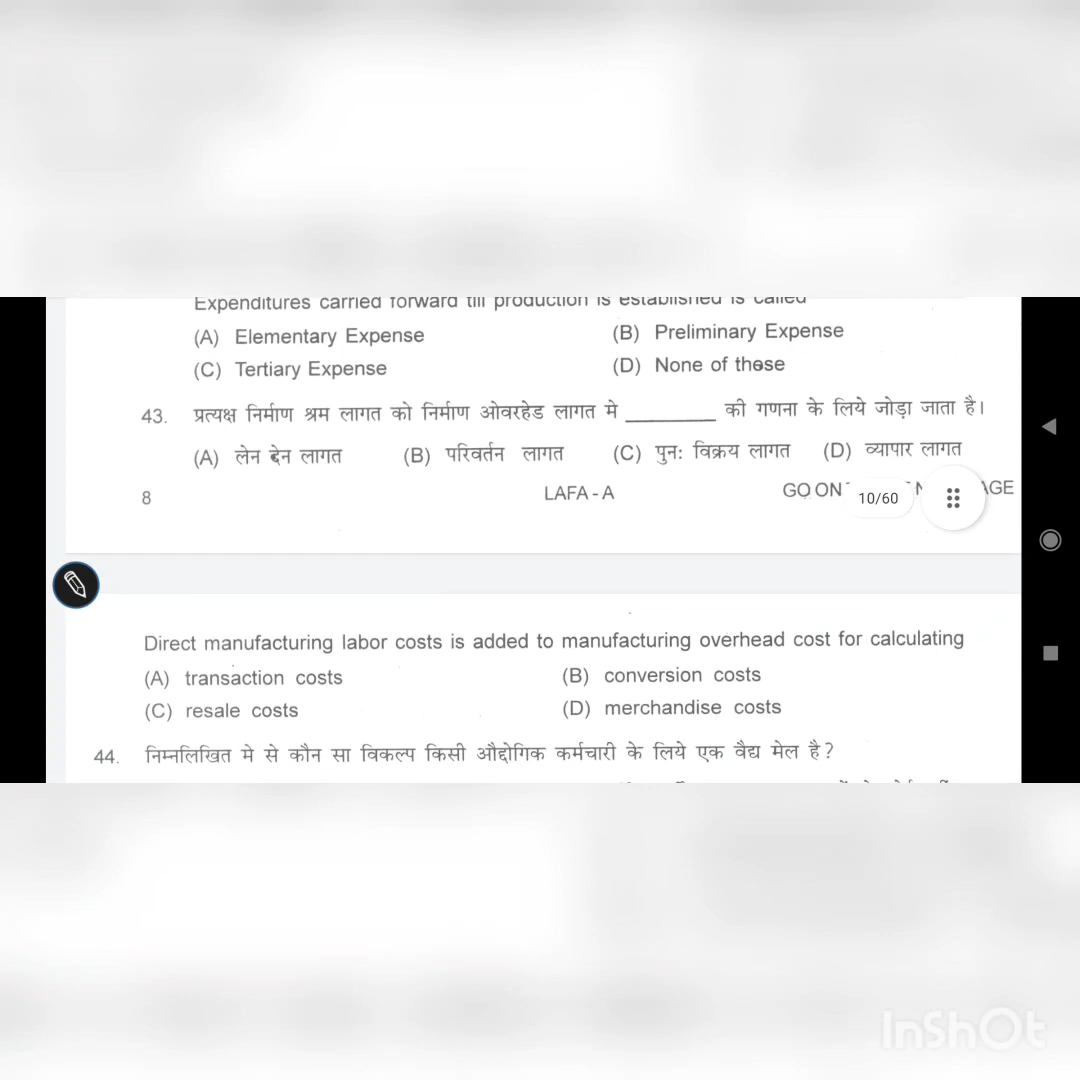 Expenditures carried forward till production is established is called
(A) Elementary Expense (B) Preliminary Expense
(C) Tertiary Expense (D) None of these
43. प्रत्यक्ष निर्माण श्रम लागत को निर्माण ओवरहेड लागत मे ________ की गणना के लिये जोड़ा जाता है।
(A) लेन देन लागत (B) परिवर्तन लागत (C) पुनः विक्रय लागत (D) व्यापार लागत
8 LAFA - A GO ON
10/60
Direct manufacturing labor costs is added to manufacturing overhead cost for calculating
(A) transaction costs (B) conversion costs
(C) resale costs (D) merchandise costs
44. निम्नलिखित मे से कौन सा विकल्प किसी औद्योगिक कर्मचारी के लिये एक वैद्य मेल है?
InShOt